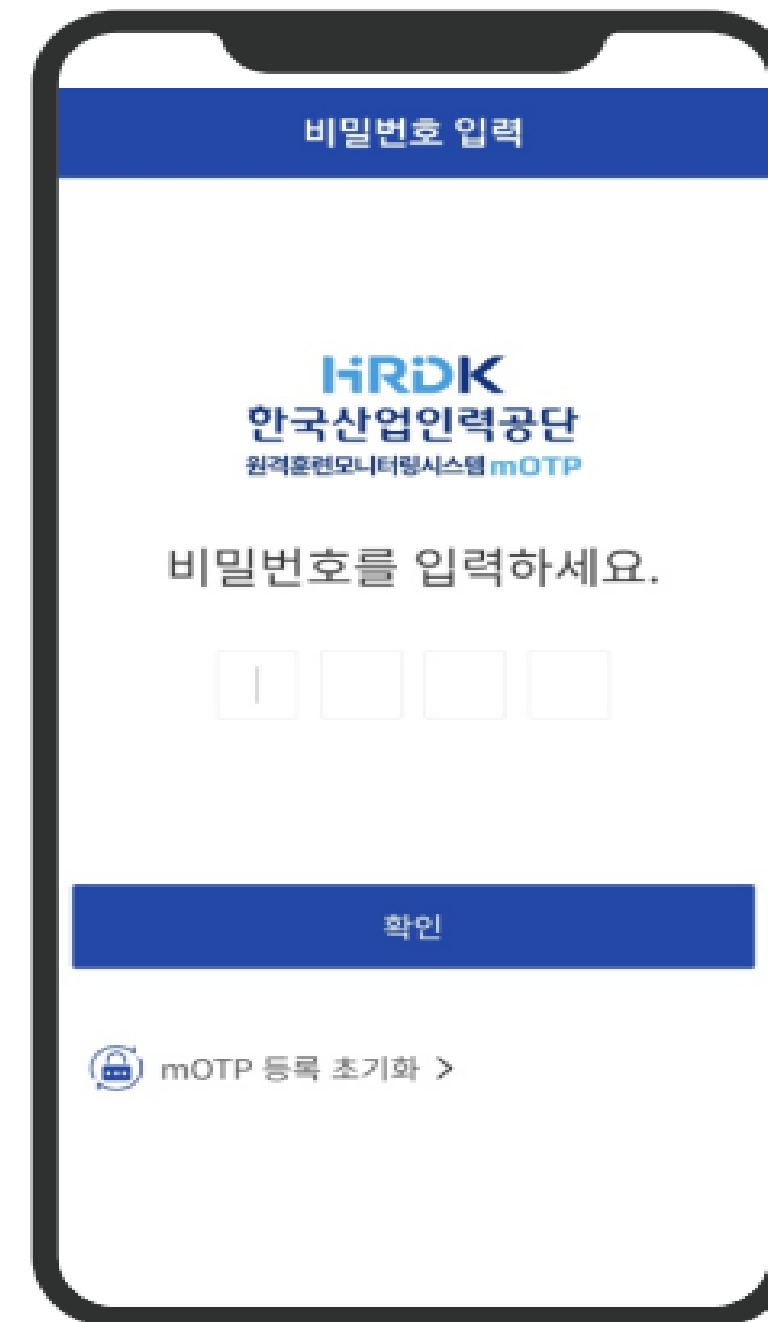 비밀번호 입력
HRDK
한국산업인력공단
원격훈련모니터링시스템 mOTP
비밀번호를 입력하세요.
확인
mOTP 등록 초기화 >